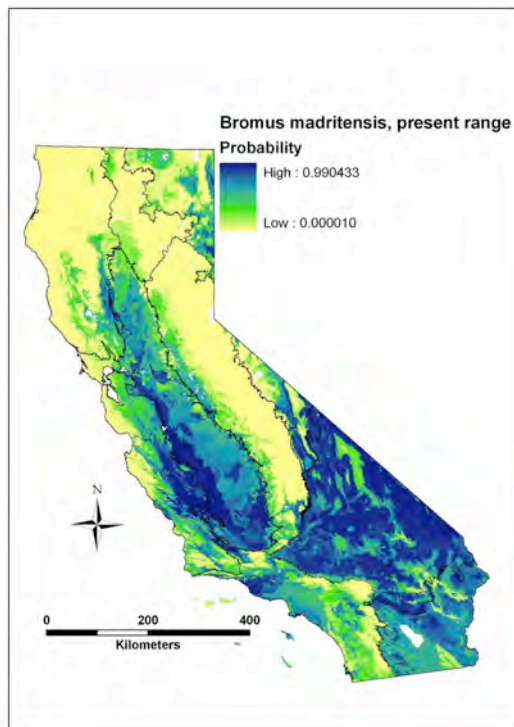 Bromus madritensis, present range
Probability
High : 0.990433
Low : 0.000010
N
0 200 400
Kilometers